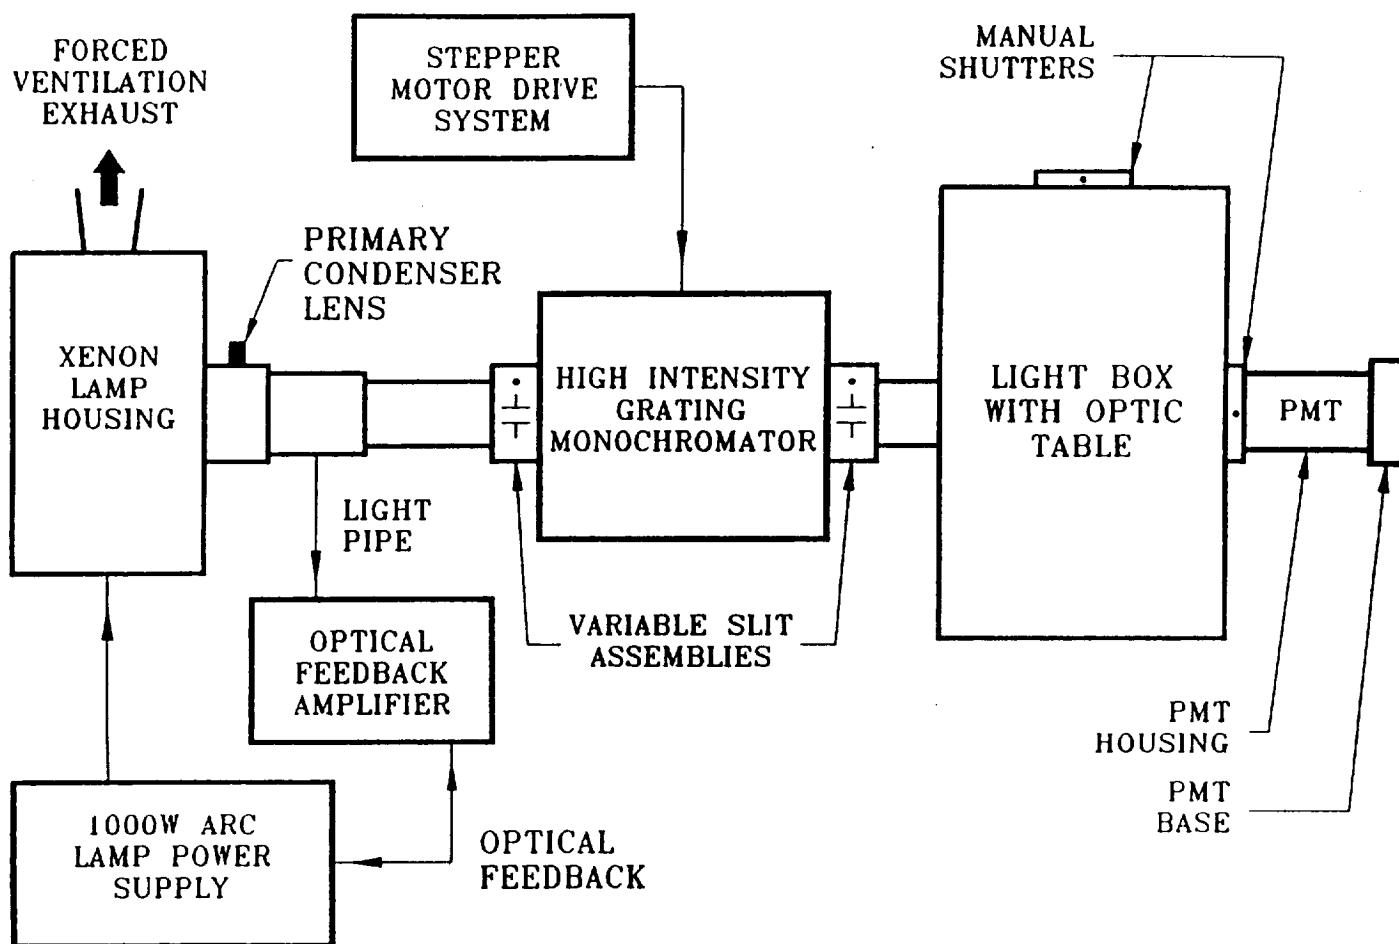 FORCED
VENTILATION
EXHAUST
STEPPER
MOTOR DRIVE
SYSTEM
MANUAL
SHUTTERS
PRIMARY
CONDENSER
LENS
XENON
LAMP
HOUSING
HIGH INTENSITY
GRATING
MONOCHROMATOR
LIGHT BOX
WITH OPTIC
TABLE
PMT
LIGHT
PIPE
OPTICAL
FEEDBACK
AMPLIFIER
VARIABLE SLIT
ASSEMBLIES
PMT
HOUSING
PMT
BASE
1000W ARC
LAMP POWER
SUPPLY
OPTICAL
FEEDBACK